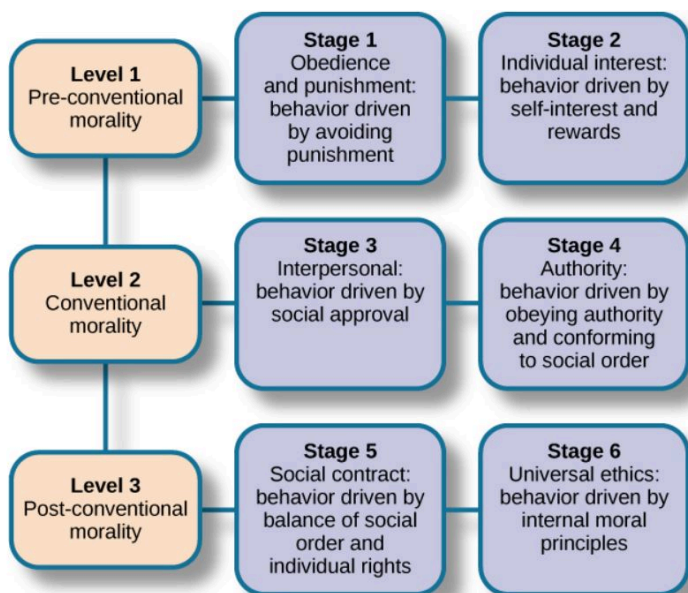 Level 1
Pre-conventional
morality
Stage 1
Obedience
and punishment:
behavior driven
by avoiding
punishment
Stage 2
Individual interest:
behavior driven by
self-interest and
rewards
Level 2
Conventional
morality
Stage 3
Interpersonal:
behavior driven by
social approval
Stage 4
Authority:
behavior driven by
obeying authority
and conforming
to social order
Level 3
Post-conventional
morality
Stage 5
Social contract:
behavior driven by
balance of social
order and
individual rights
Stage 6
Universal ethics:
behavior driven by
internal moral
principles